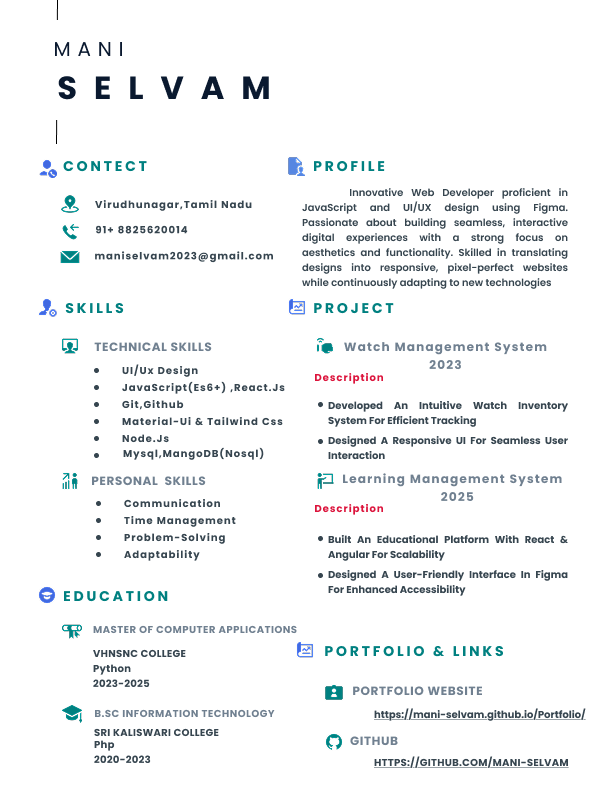 MANI
SELVAM
CONTECT
Virudhunagar,Tamil Nadu
91+ 8825620014
maniselvam2023@gmail.com
SKILLS
TECHNICAL SKILLS
UI/Ux Design
JavaScript(Es6+) ,React.Js
Git,Github
Material-Ui & Tailwind Css
Node.Js
Mysql,MangoDB(Nosql)
PERSONAL SKILLS
Communication
Time Management
Problem-Solving
Adaptability
EDUCATION
MASTER OF COMPUTER APPLICATIONS
VHNSNC COLLEGE
Python
2023-2025
B.SC INFORMATION TECHNOLOGY
SRI KALISWARI COLLEGE
Php
2020-2023
PROFILE
Innovative Web Developer proficient in
JavaScript and UI/UX design using Figma.
Passionate about building seamless, interactive
digital experiences with a strong focus on
aesthetics and functionality. Skilled in translating
designs into responsive, pixel-perfect websites
while continuously adapting to new technologies
PROJECT
Watch Management System
2023
Description
Developed An Intuitive Watch Inventory
System For Efficient Tracking
Designed A Responsive UI For Seamless User
Interaction
Learning Management System
2025
Description
Built An Educational Platform With React &
Angular For Scalability
Designed A User-Friendly Interface In Figma
For Enhanced Accessibility
PORTFOLIO & LINKS
PORTFOLIO WEBSITE
https://mani-selvam.github.io/Portfolio/
GITHUB
HTTPS://GITHUB.COM/MANI-SELVAM